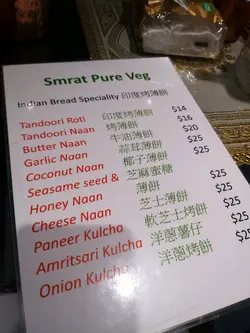 Smrat Pure Veg
Indian Bread Speciality 印度烤薄餅
Tandoori Roti 印度烤薄餅 $14
Tandoori Naan 烤薄餅 $16
Butter Naan 牛油薄餅 $20
Garlic Naan 蒜茸薄餅 $25
Coconut Naan 椰子薄餅 $25
Seasame seed & 芝麻蜜糖
Honey Naan 薄餅 $25
Cheese Naan 芝士薄餅 $25
Paneer Kulcha 軟芝士烤餅 $25
Amritsari Kulcha 洋蔥薯仔 $25
Onion Kulcha 洋蔥烤餅